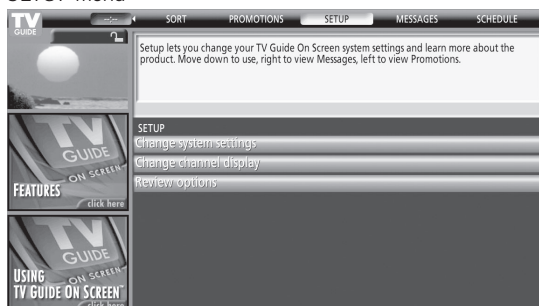 SETUP menu
TV GUIDE
--:-- SORT PROMOTIONS SETUP MESSAGES SCHEDULE
Setup lets you change your TV Guide On Screen system settings and learn more about the
product. Move down to use, right to view Messages, left to view Promotions.
SETUP
Change system settings
Change channel display
Review options
TV
GUIDE
ON SCREEN
FEATURES
click here
TV
GUIDE
ON SCREEN
USING
TV GUIDE ON SCREEN™
click here